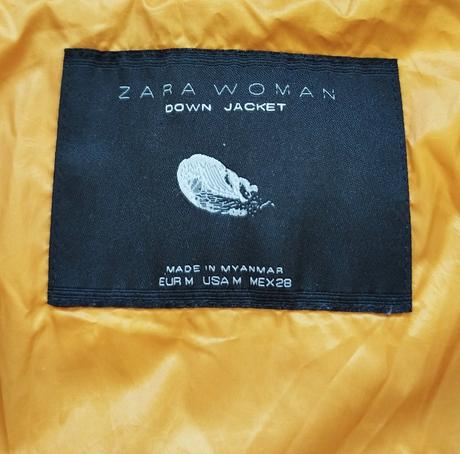 ZARA WOMAN
DOWN JACKET
MADE IN MYANMAR
EUR M USA M MEX 28